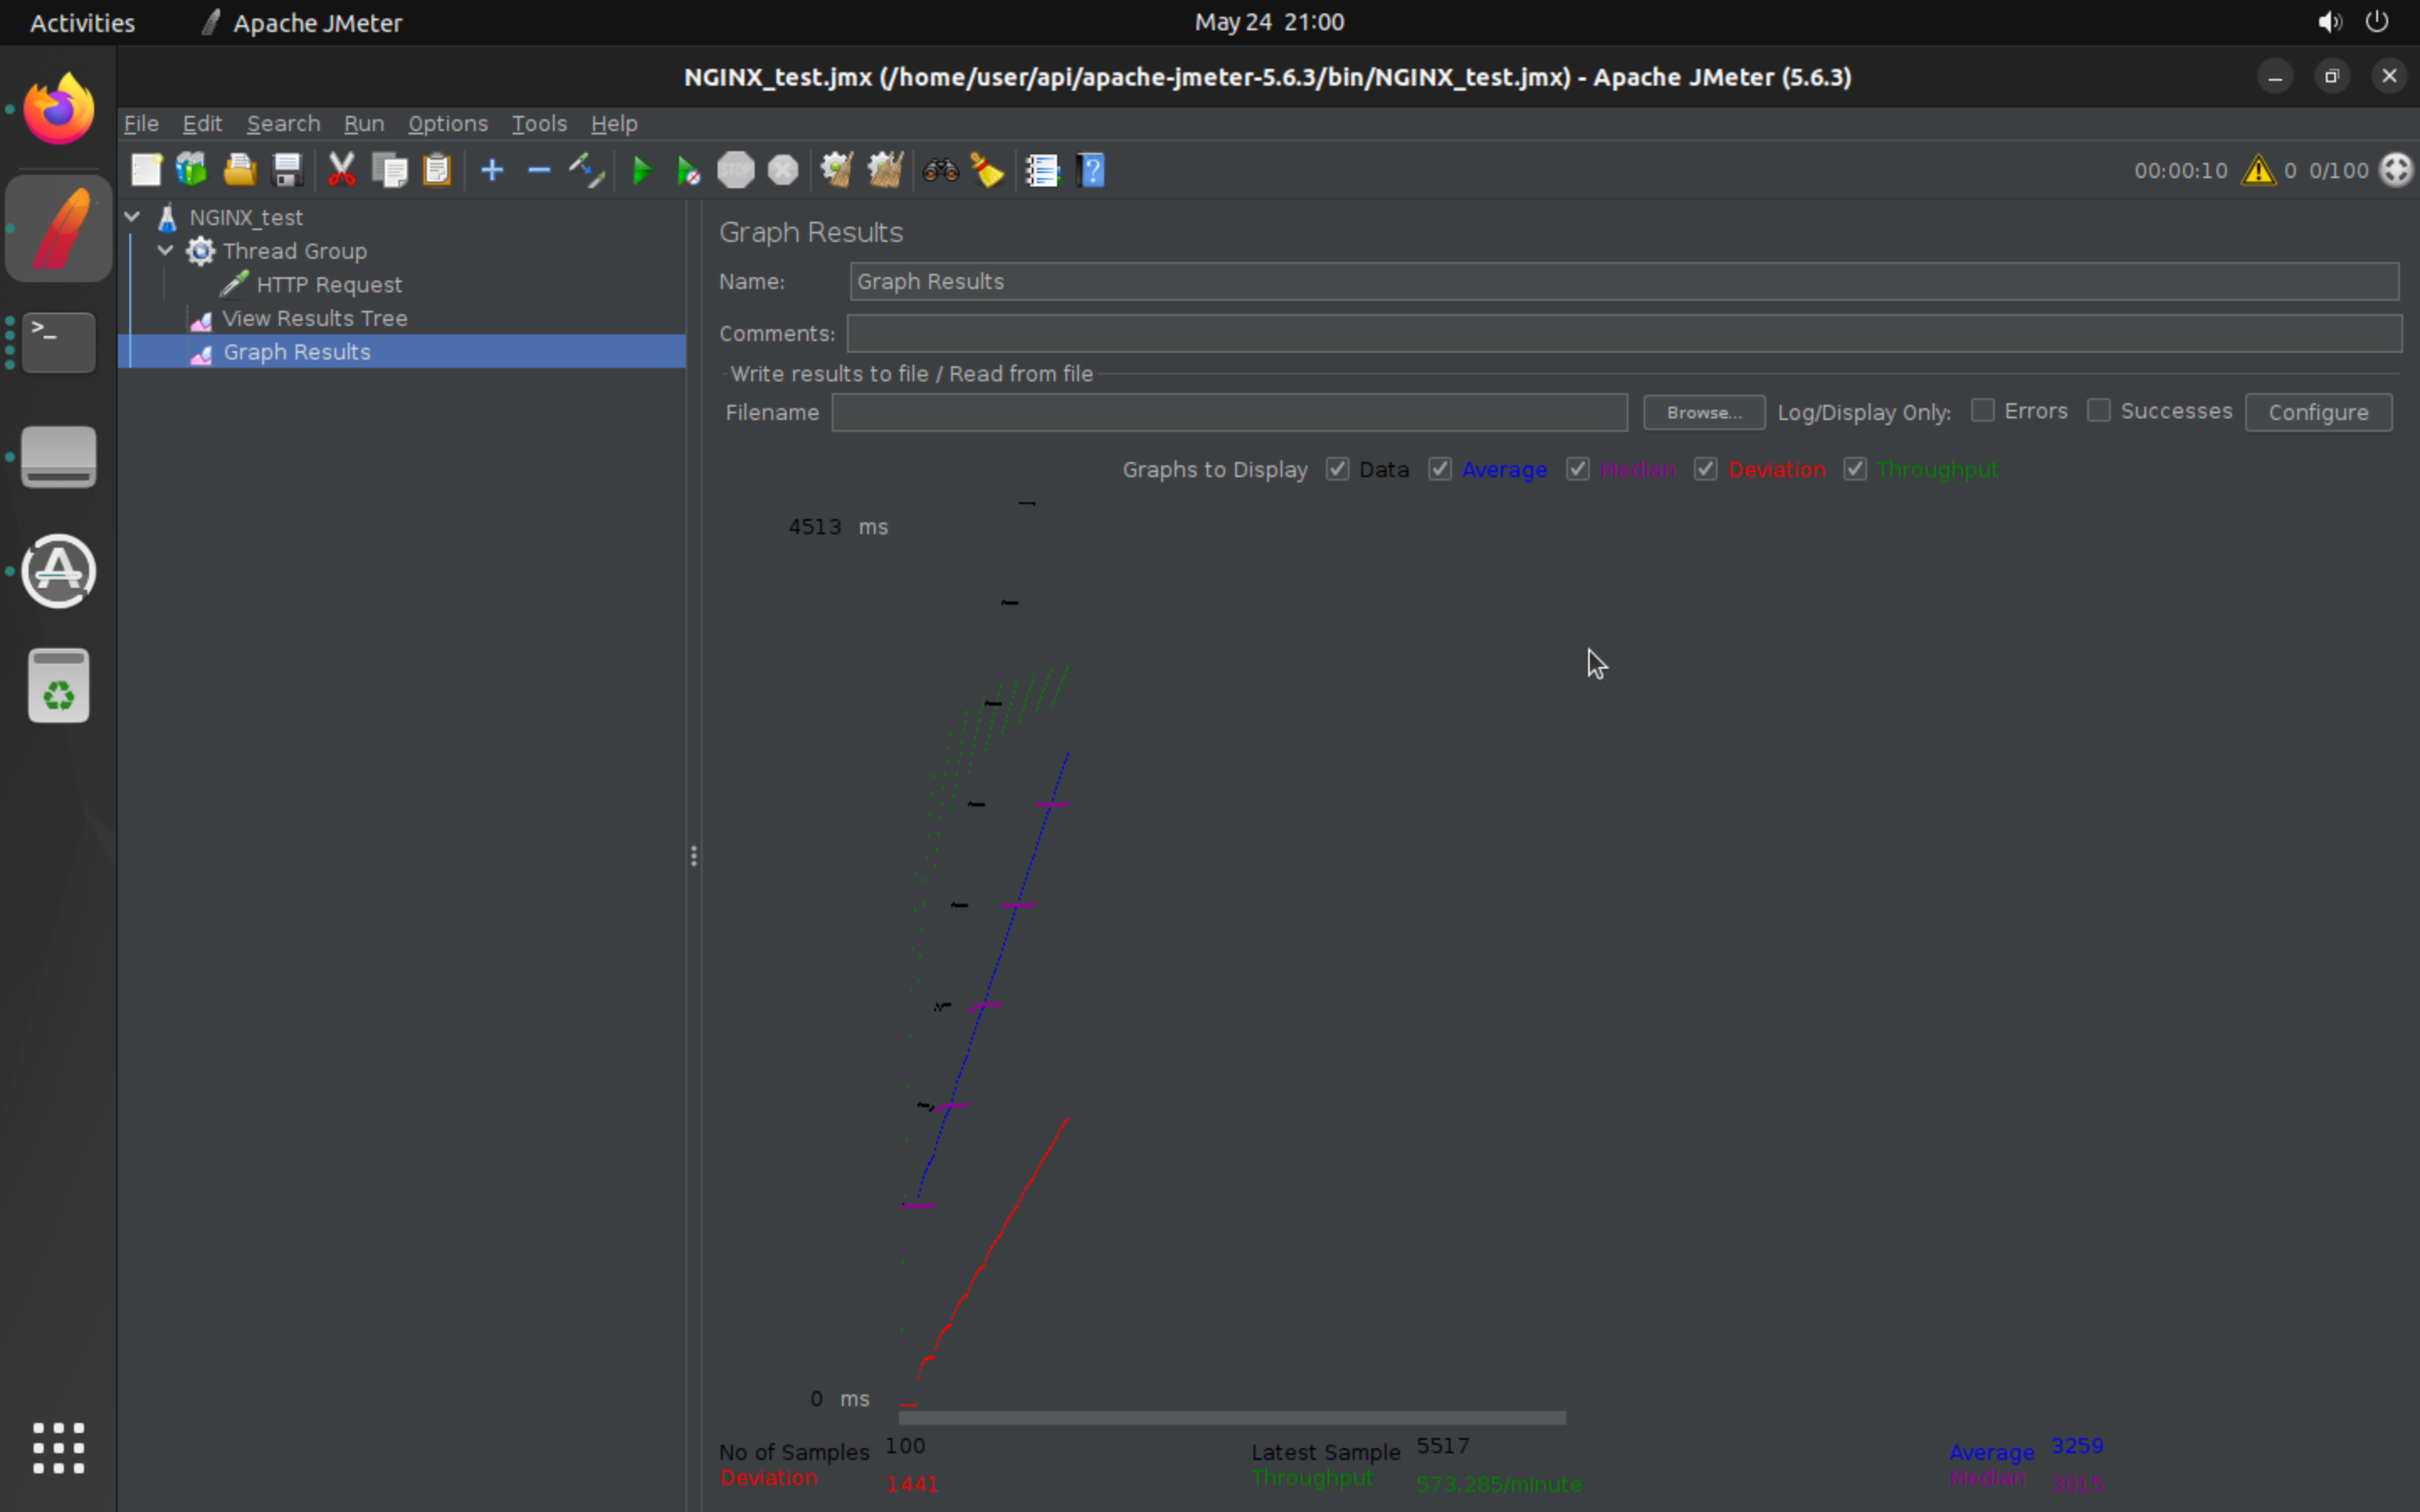 Activities Apache JMeter May 24 21:00
NGINX_test.jmx (/home/user/api/apache-jmeter-5.6.3/bin/NGINX_test.jmx) - Apache JMeter (5.6.3)
File Edit Search Run Options Tools Help
STOP 00:00:10 0 0/100
NGINX_test
Thread Group
HTTP Request
View Results Tree
Graph Results
Graph Results
Name: Graph Results
Comments:
Write results to file / Read from file
Filename Browse... Log/Display Only: Errors Successes Configure
Graphs to Display Data Average Median Deviation Throughput
4513 ms
0 ms
No of Samples 100 Latest Sample 5517 Average 3259
Deviation 1441 Throughput 573.285/minute Median 3015